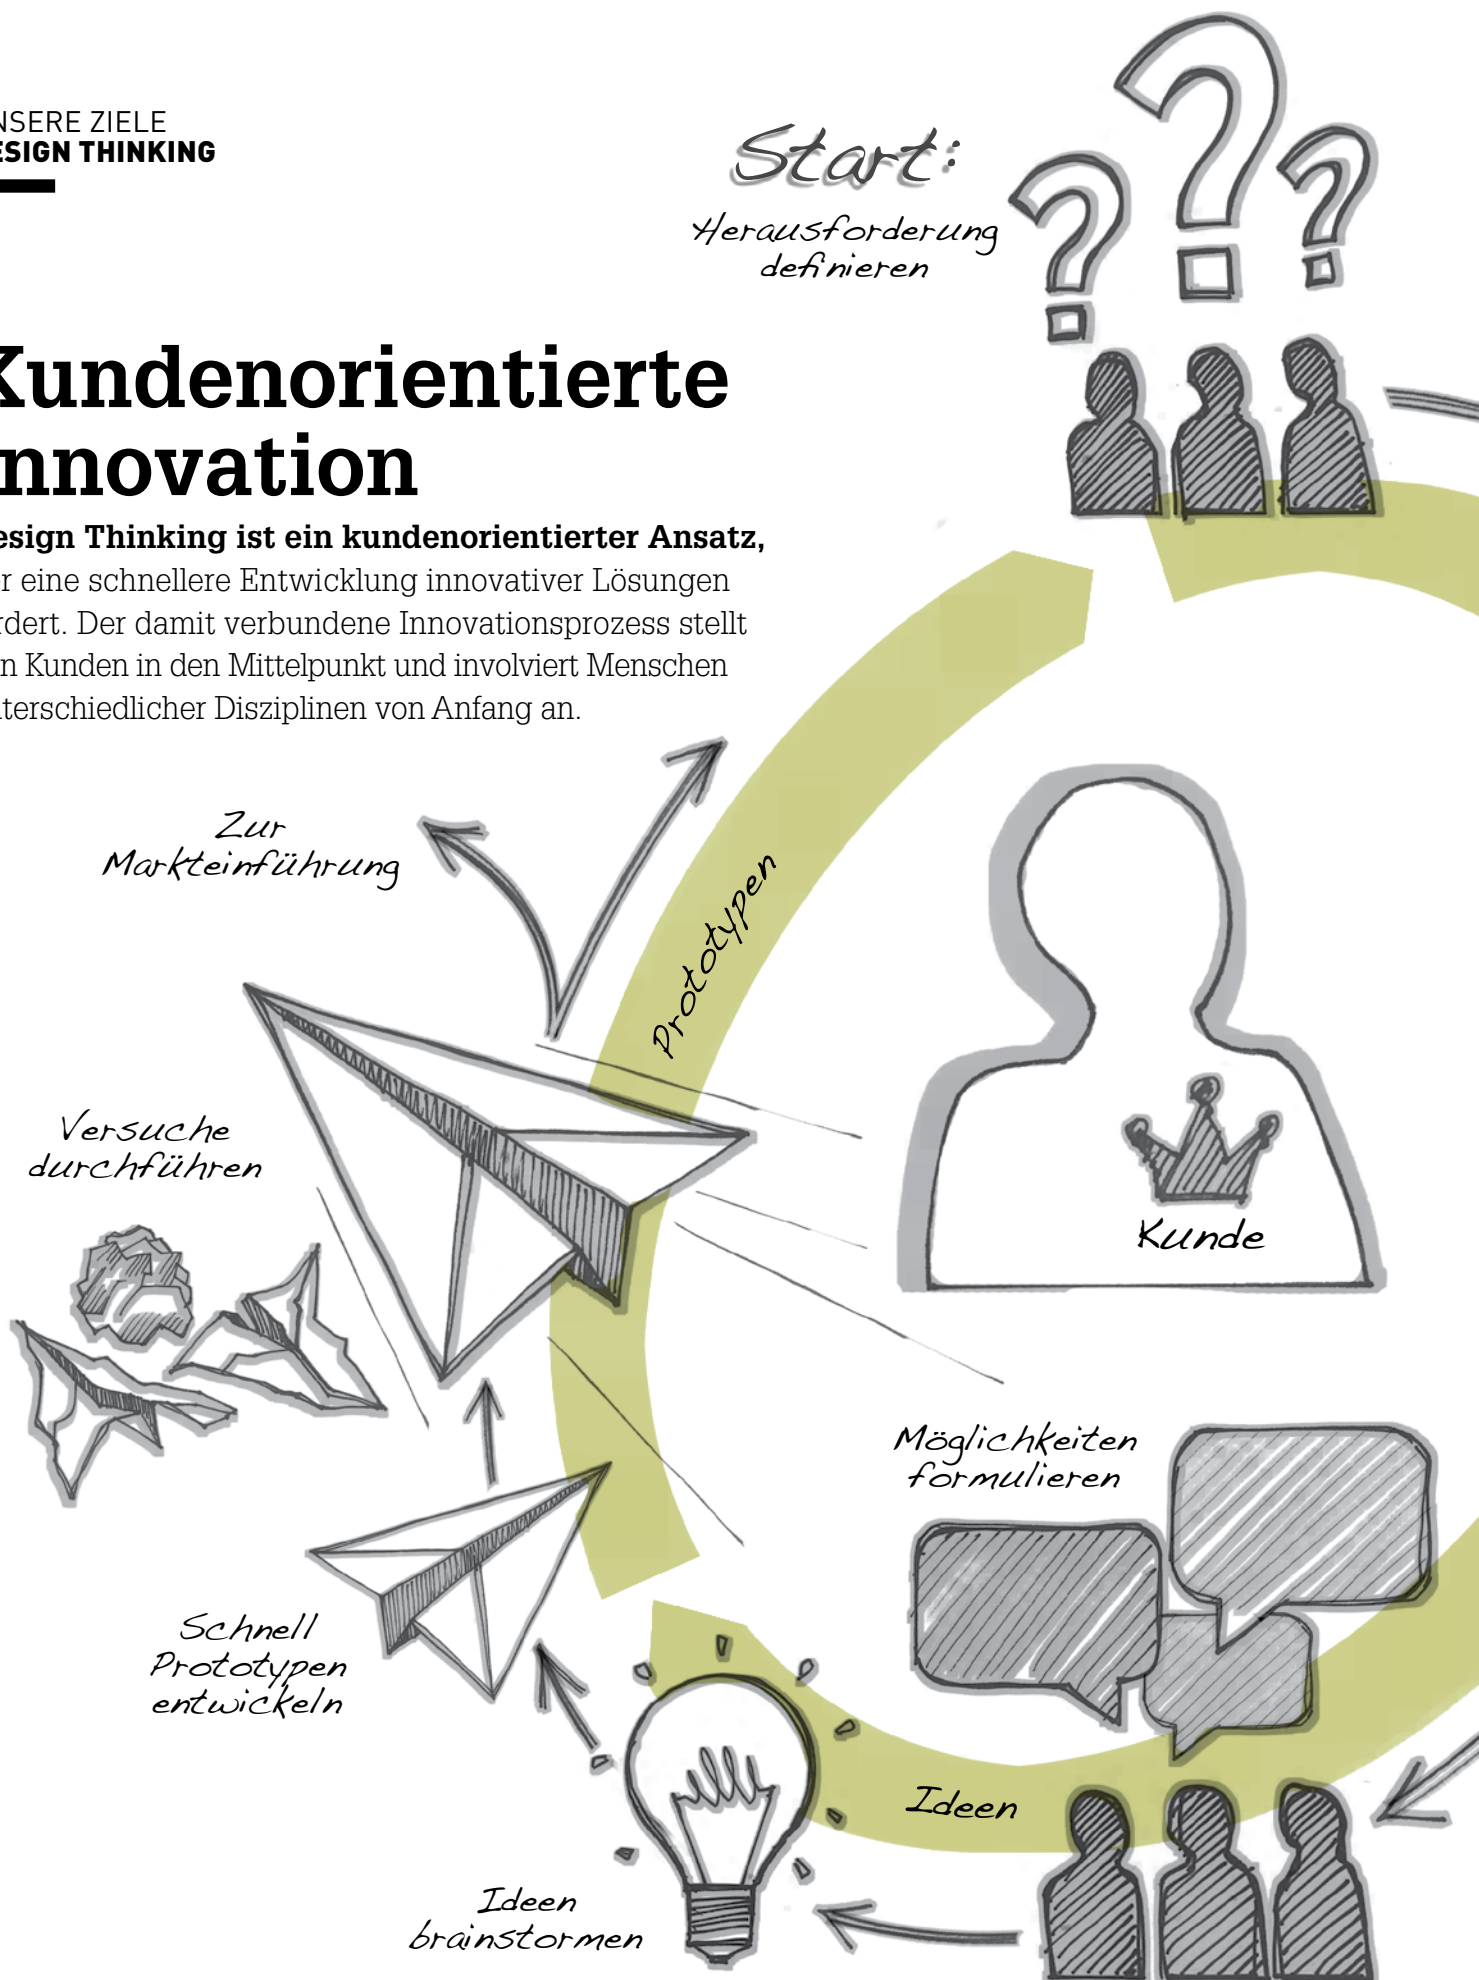 NSERE ZIELE
ESIGN THINKING
Start:
Herausforderung
definieren
Kundenorientierte
nnovation
esign Thinking ist ein kundenorientierter Ansatz,
r eine schnellere Entwicklung innovativer Lösungen
rdert. Der damit verbundene Innovationsprozess stellt
n Kunden in den Mittelpunkt und involviert Menschen
terschiedlicher Disziplinen von Anfang an.
Zur
Markteinführung
Prototypen
Versuche
durchführen
Kunde
Möglichkeiten
formulieren
Schnell
Prototypen
entwickeln
Ideen
Ideen
brainstormen